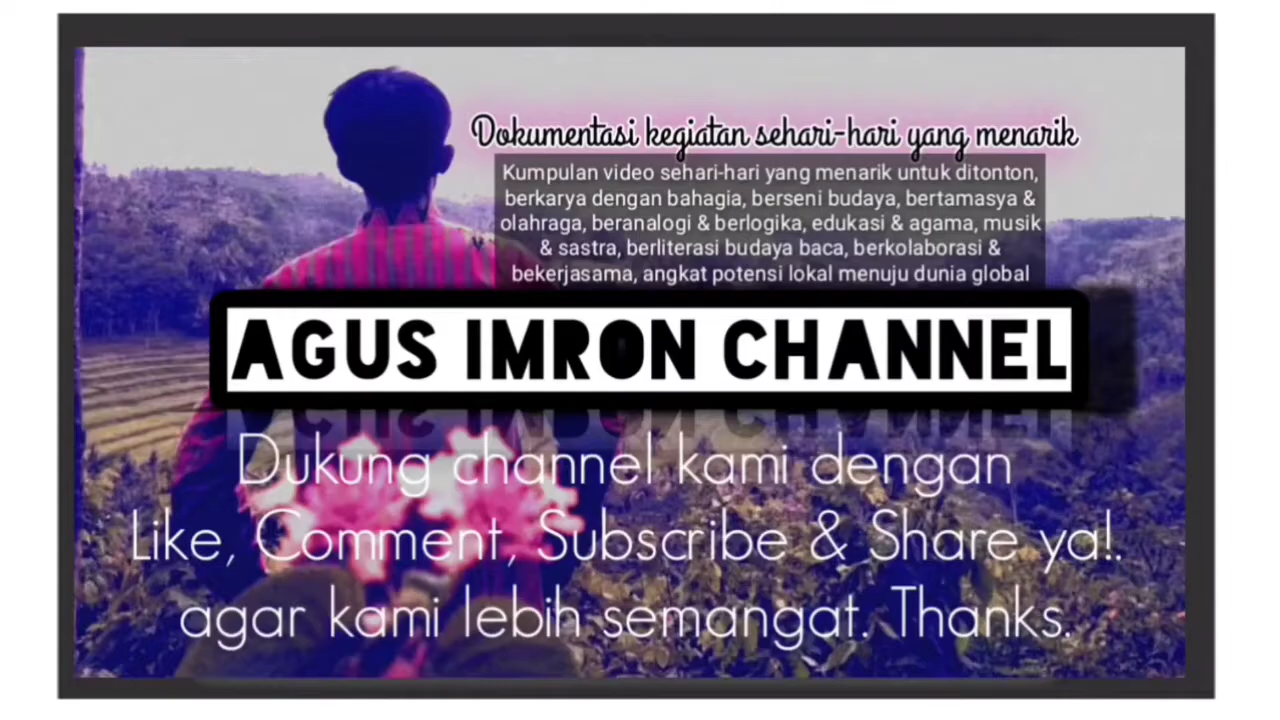 Dokumentasi kegiatan sehari-hari yang menarik
Kumpulan video sehari-hari yang menarik untuk ditonton,
berkarya dengan bahagia, berseni budaya, bertamasya &
olahraga, beranalogi & berlogika, edukasi & agama, musik
& sastra, berliterasi budaya baca, berkolaborasi &
bekerjasama, angkat potensi lokal menuju dunia global
AGUS IMRON CHANNEL
Dukung channel kami dengan
Like, Comment, Subscribe & Share ya!.
agar kami lebih semangat. Thanks.